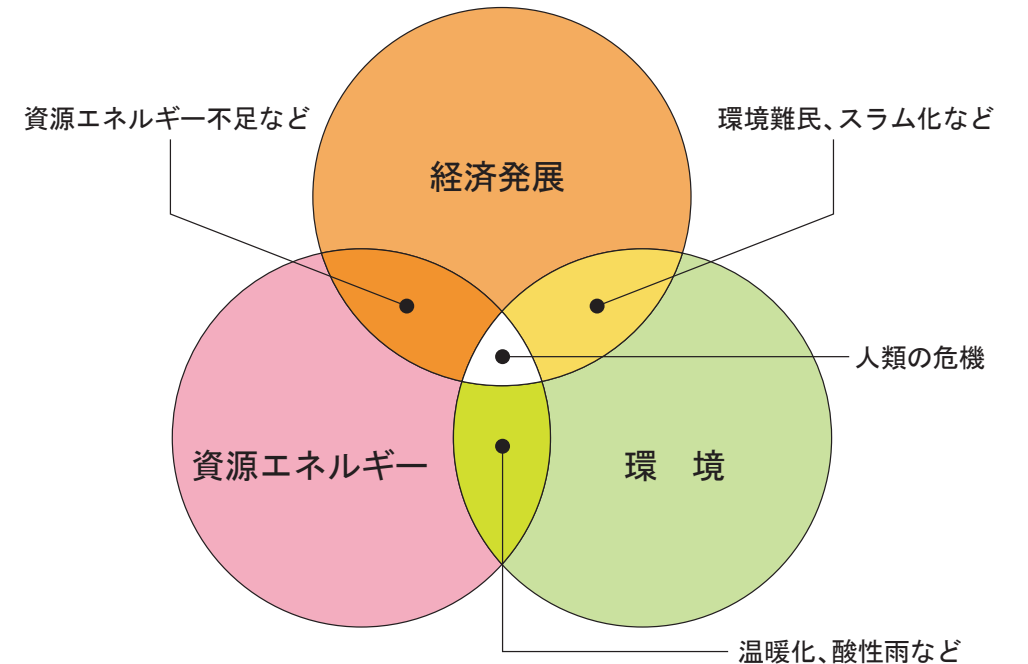 資源エネルギー不足など
環境難民、スラム化など
経済発展
人類の危機
資源エネルギー
環　境
温暖化、酸性雨など